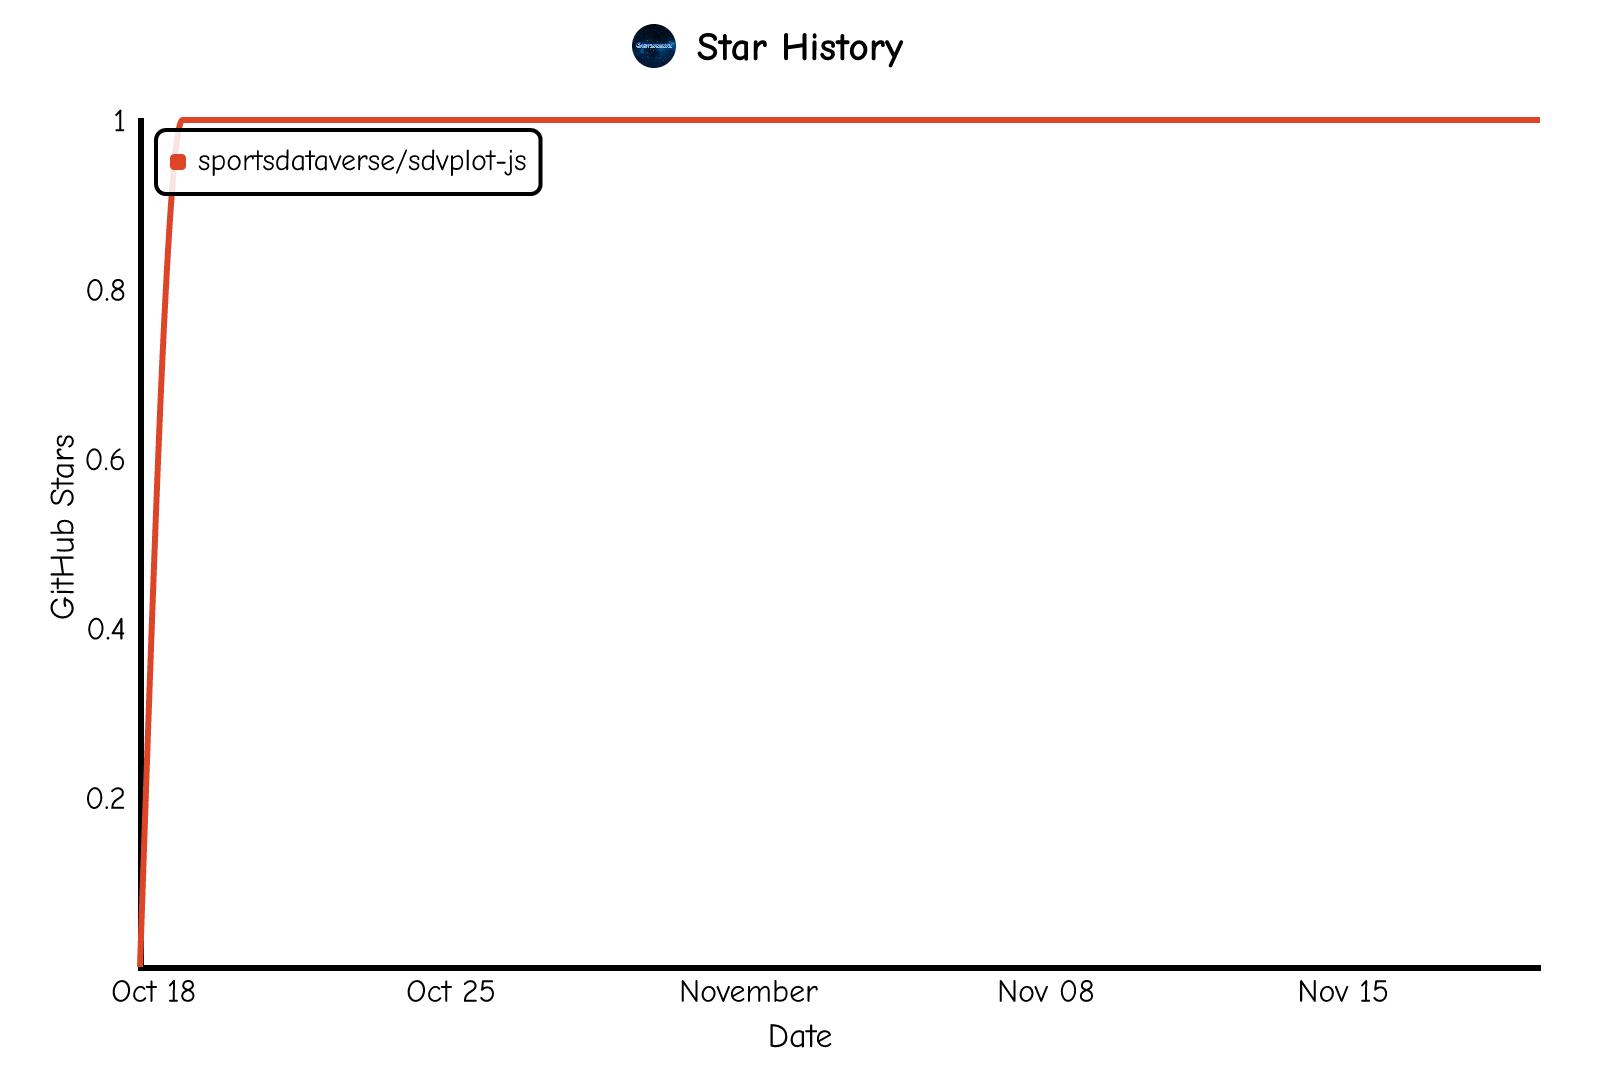 Star History
sportsdataverse/sdvplot-js
1
0.8
0.6
0.4
0.2
GitHub Stars
Oct 18
Oct 25
November
Nov 08
Nov 15
Date